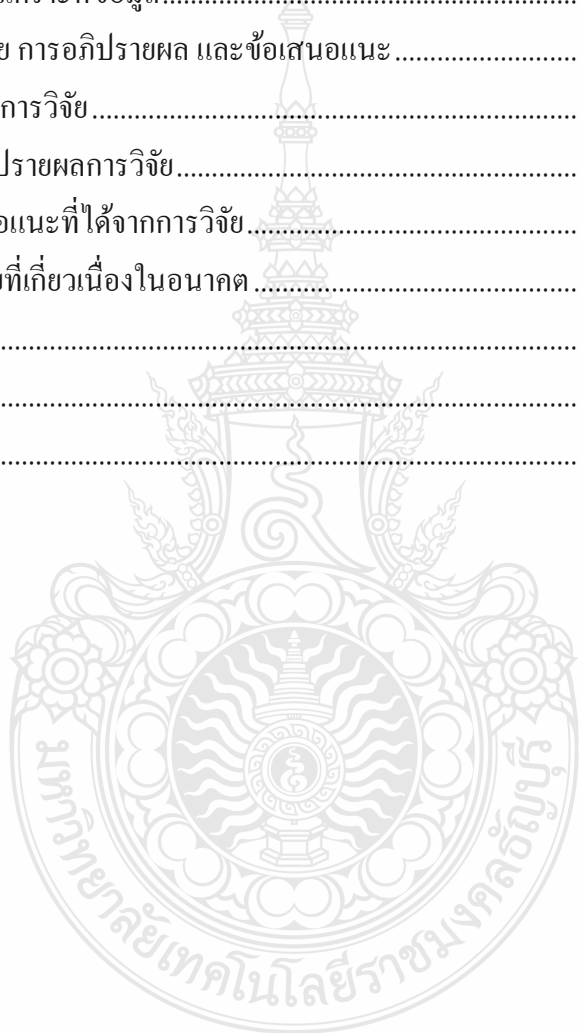 ย การอภิปรายผล และข้อเสนอแนะ........................
การวิจัย........................................................................
ปรายผลการวิจัย...........................................................
อแนะที่ได้จากการวิจัย.................................................
ยที่เกี่ยวเนื่องในอนาคต................................................
.....................................................................................
.....................................................................................
.....................................................................................
มหาวิทยาลัยเทคโนโลยีราชมงคลธัญบุรี